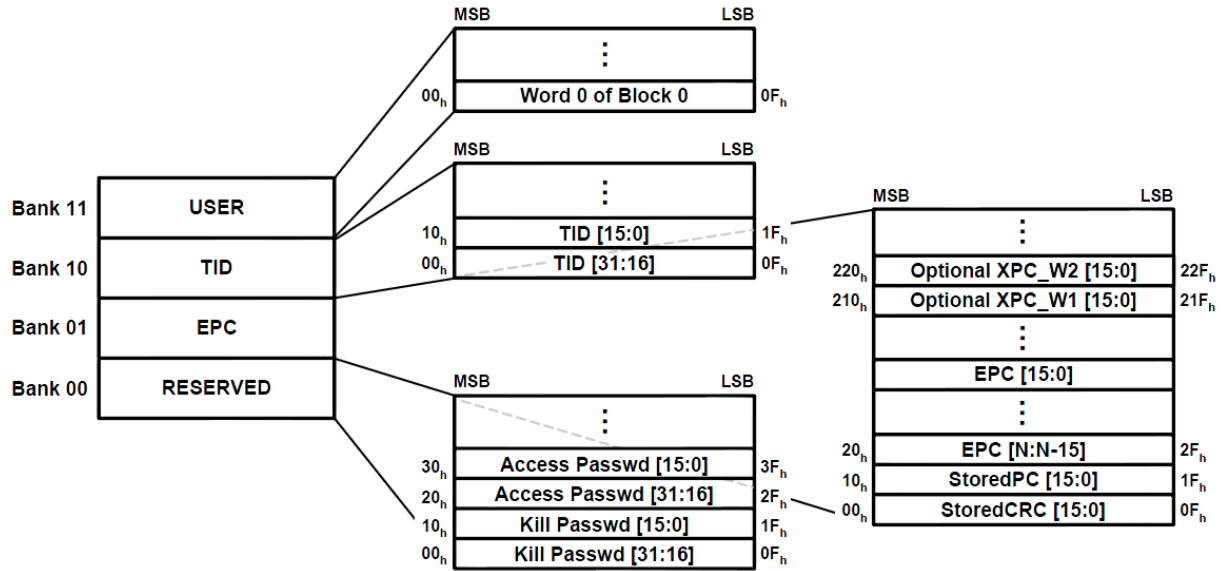 Bank 11
USER
Bank 10
TID
Bank 01
EPC
Bank 00
RESERVED
MSB LSB
⋮
00h Word 0 of Block 0 0Fh
MSB LSB
⋮
10h TID [15:0] 1Fh
00h TID [31:16] 0Fh
MSB LSB
⋮
30h Access Passwd [15:0] 3Fh
20h Access Passwd [31:16] 2Fh
10h Kill Passwd [15:0] 1Fh
00h Kill Passwd [31:16] 0Fh
MSB LSB
⋮
220h Optional XPC_W2 [15:0] 22Fh
210h Optional XPC_W1 [15:0] 21Fh
⋮
EPC [15:0]
⋮
20h EPC [N:N-15] 2Fh
10h StoredPC [15:0] 1Fh
00h StoredCRC [15:0] 0Fh